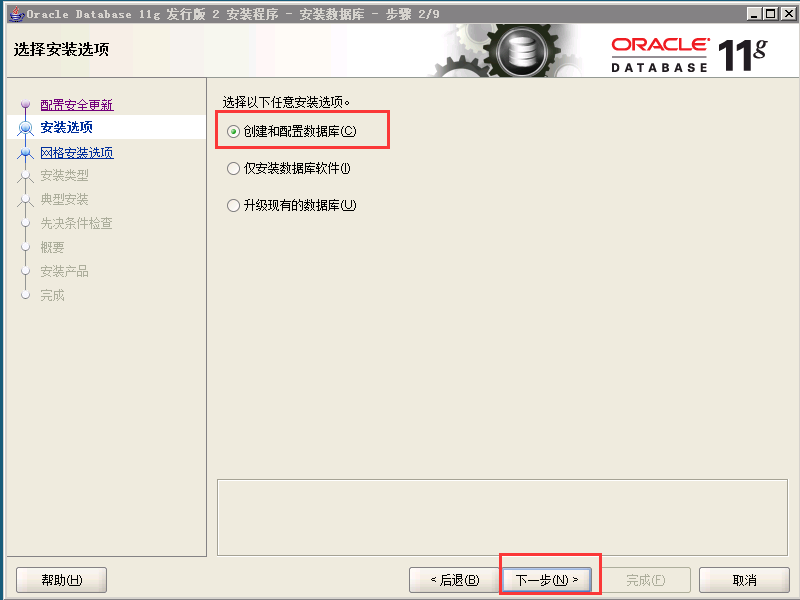 Oracle Database 11g 发行版 2 安装程序 - 安装数据库 - 步骤 2/9
选择安装选项
ORACLE
DATABASE
11g
配置安全更新
安装选项
网格安装选项
安装类型
典型安装
先决条件检查
概要
安装产品
完成
选择以下任意安装选项。
创建和配置数据库(C)
仅安装数据库软件(I)
升级现有的数据库(U)
帮助(H)
< 后退(B)
下一步(N) >
完成(F)
取消